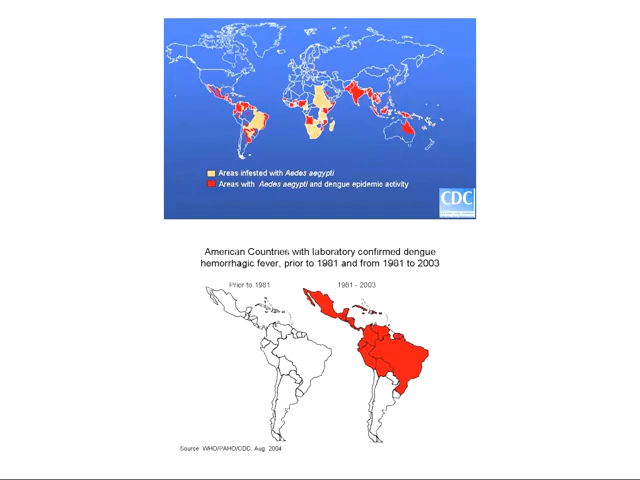 Areas infested with Aedes aegypti
Areas with Aedes aegypti and dengue epidemic activity
CDC
American Countries with laboratory confirmed dengue
hemorrhagic fever, prior to 1981 and from 1981 to 2003
Prior to 1981
1981 - 2003
Source WHO/PAHO/CDC, Aug 2004